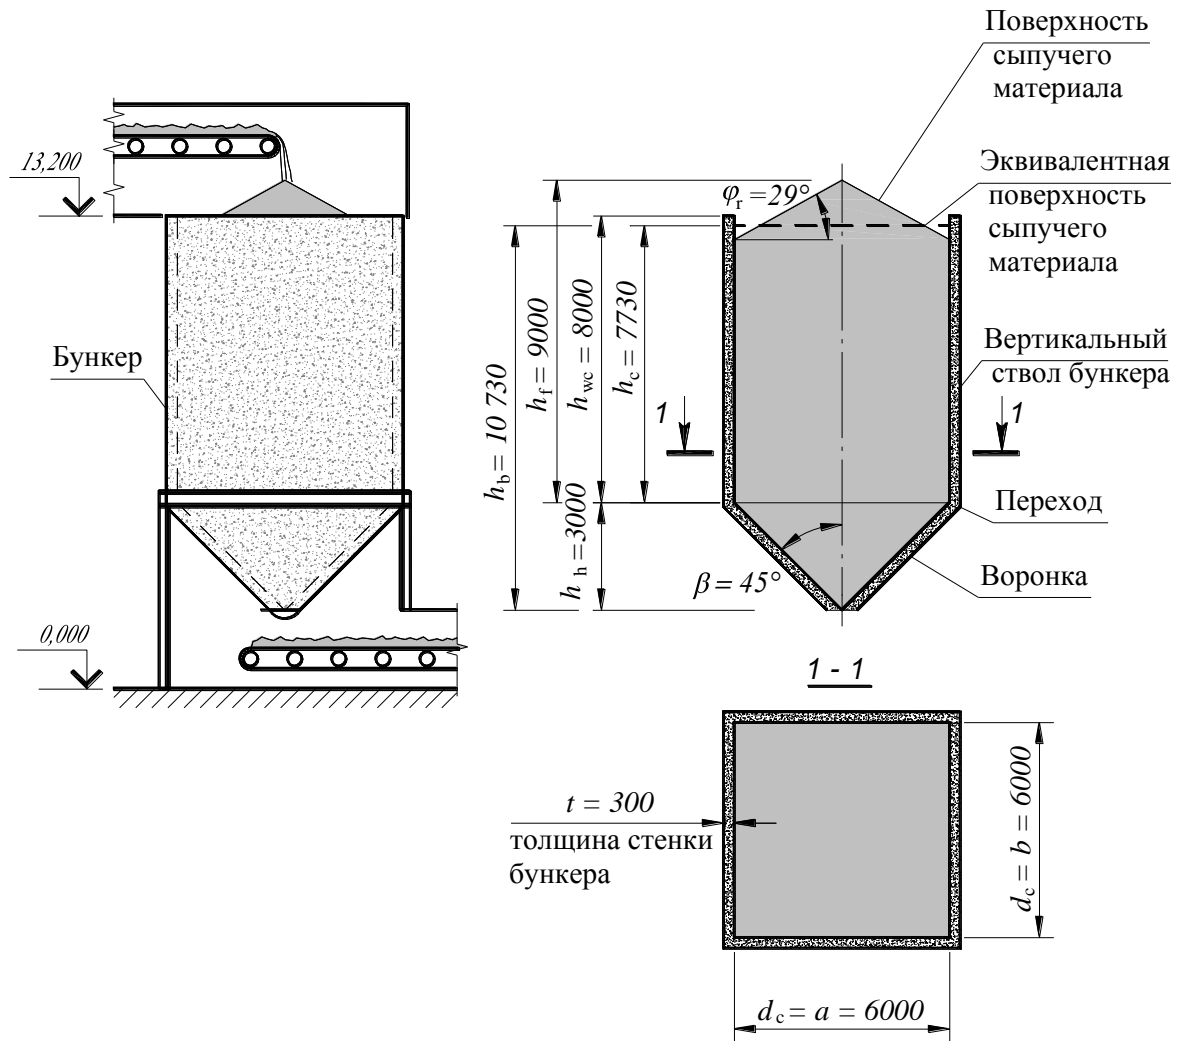 Поверхность
сыпучего
материала
13,200
φr = 29°
Эквивалентная
поверхность
сыпучего
материала
Бункер
hb = 10 730
hf = 9000
hwc = 8000
hc = 7730
Вертикальный
ствол бункера
1
1
Переход
hh = 3000
β = 45°
Воронка
0,000
1 - 1
t = 300
толщина стенки
бункера
dc = b = 6000
dc = a = 6000